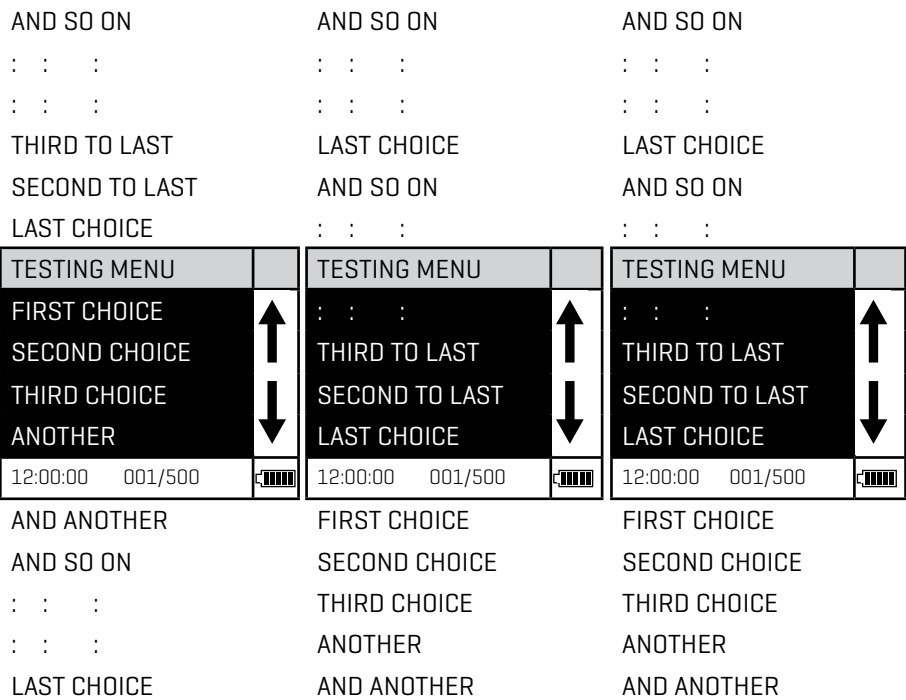 AND SO ON
: : :
: : :
THIRD TO LAST
SECOND TO LAST
LAST CHOICE
TESTING MENU
FIRST CHOICE
SECOND CHOICE
THIRD CHOICE
ANOTHER
12:00:00 001/500
AND ANOTHER
AND SO ON
: : :
: : :
LAST CHOICE
AND SO ON
: : :
: : :
LAST CHOICE
AND SO ON
: : :
TESTING MENU
: : :
THIRD TO LAST
SECOND TO LAST
LAST CHOICE
12:00:00 001/500
FIRST CHOICE
SECOND CHOICE
THIRD CHOICE
ANOTHER
AND ANOTHER
AND SO ON
: : :
: : :
LAST CHOICE
AND SO ON
: : :
TESTING MENU
: : :
THIRD TO LAST
SECOND TO LAST
LAST CHOICE
12:00:00 001/500
FIRST CHOICE
SECOND CHOICE
THIRD CHOICE
ANOTHER
AND ANOTHER